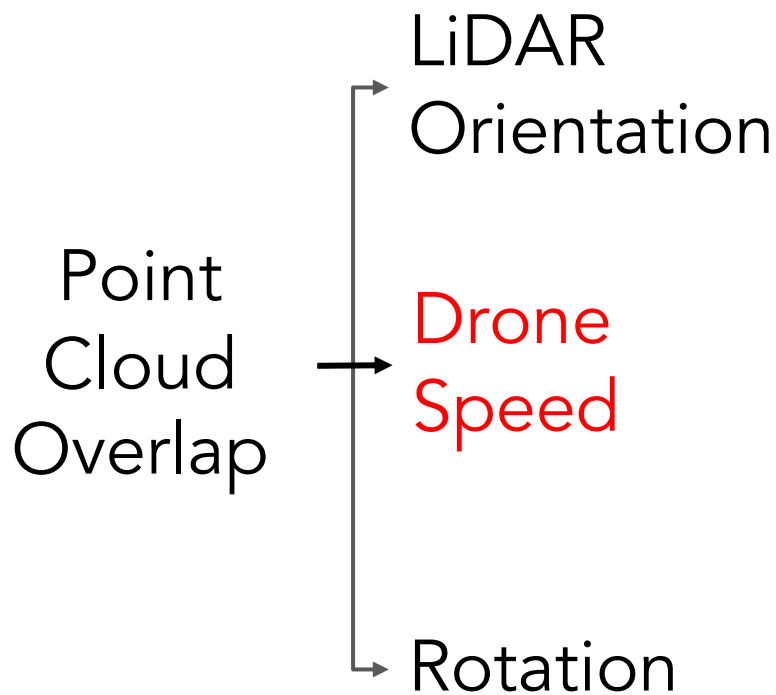 Point
Cloud
Overlap
LiDAR
Orientation
Drone
Speed
Rotation